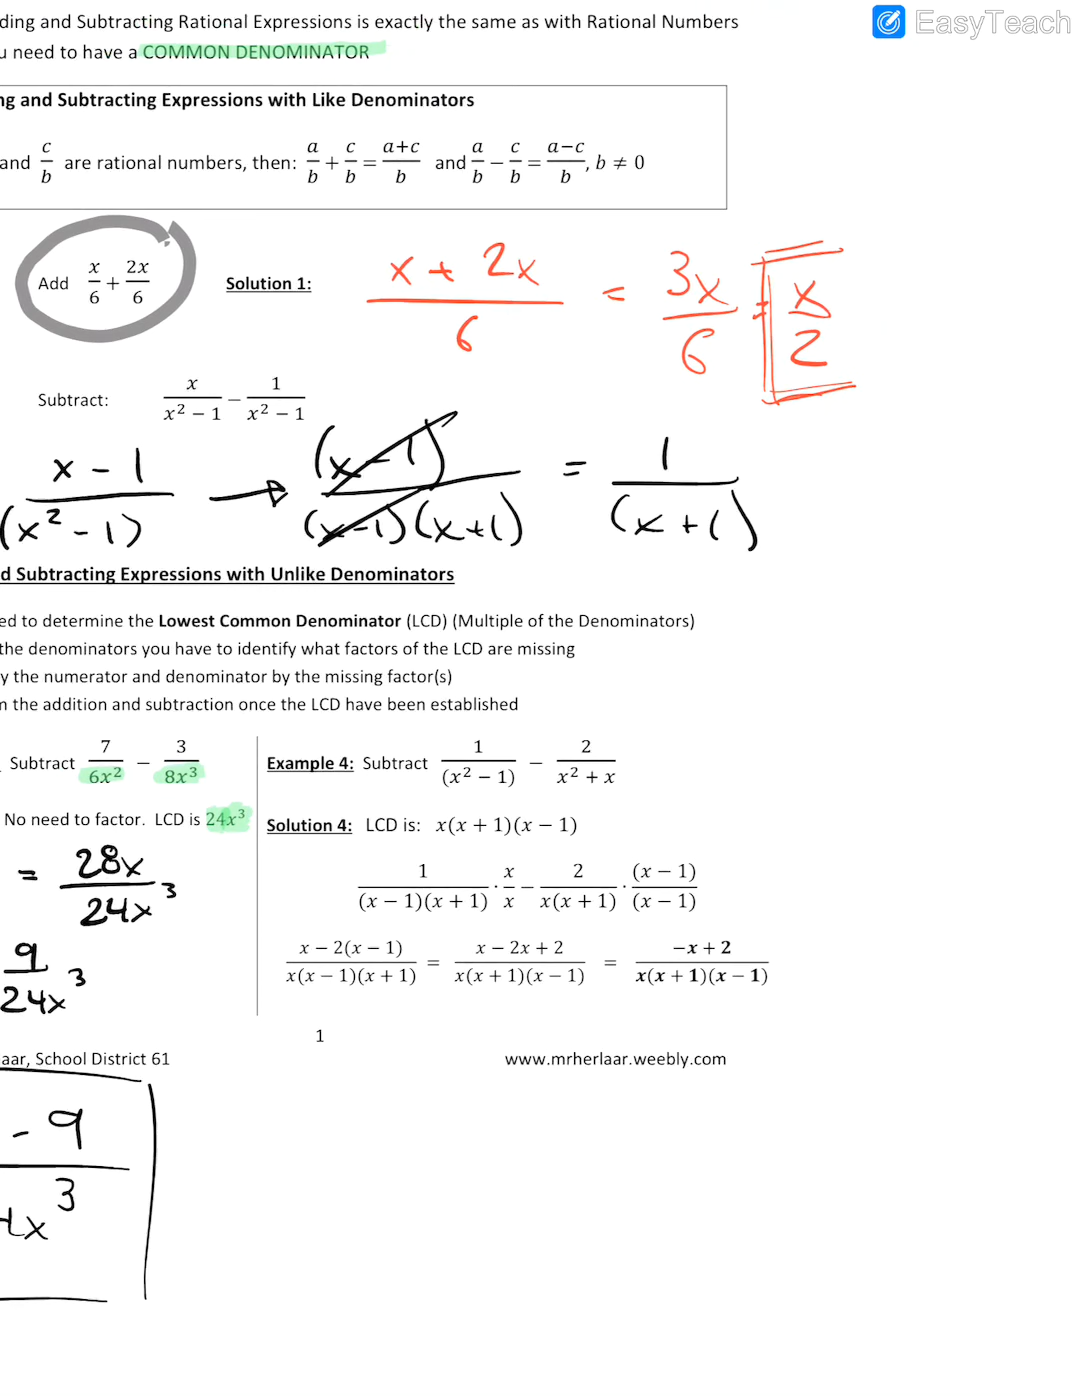 ding and Subtracting Rational Expressions is exactly the same as with Rational Numbers
EasyTeach
u need to have a COMMON DENOMINATOR
ng and Subtracting Expressions with Like Denominators
and c/b are rational numbers, then: a/b + c/b = a+c/b and a/b − c/b = a−c/b, b ≠ 0
Add x/6 + 2x/6 Solution 1: x + 2x/6 = 3x/6 = x/2
Subtract: x/x² − 1 − 1/x² − 1
x - 1/(x² - 1) → (x - 1)/(x-1)(x+1) = 1/(x+1)
d Subtracting Expressions with Unlike Denominators
ed to determine the Lowest Common Denominator (LCD) (Multiple of the Denominators)
the denominators you have to identify what factors of the LCD are missing
y the numerator and denominator by the missing factor(s)
n the addition and subtraction once the LCD have been established
Subtract 7/6x² − 3/8x³
No need to factor. LCD is 24x³
= 28x/24x³
9/24x³
Example 4: Subtract 1/(x² − 1) − 2/x² + x
Solution 4: LCD is: x(x + 1)(x − 1)
1/(x − 1)(x + 1) · x/x − 2/x(x + 1) · (x − 1)/(x − 1)
x − 2(x − 1)/x(x − 1)(x + 1) = x − 2x + 2/x(x + 1)(x − 1) = −x + 2/x(x + 1)(x − 1)
1
aar, School District 61 www.mrherlaar.weebly.com
- 9/4x³